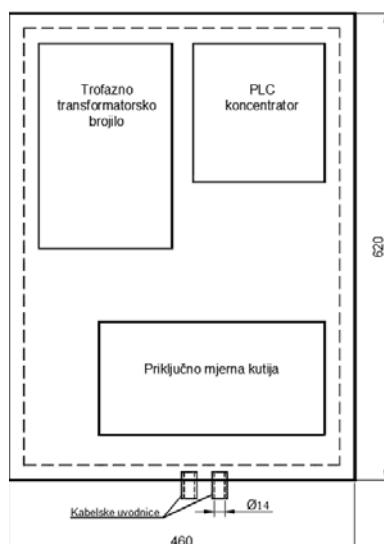 Trofazno
transformatorsko
brojilo
PLC
koncentrator
620
Priključno mjerna kutija
Kabelske uvodnice
Ø14
460